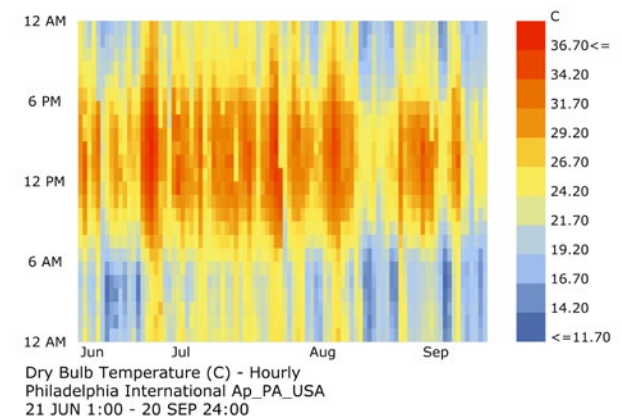 12 AM
6 PM
12 PM
6 AM
12 AM
Jun Jul Aug Sep
C
36.70<=
34.20
31.70
29.20
26.70
24.20
21.70
19.20
16.70
14.20
<=11.70
Dry Bulb Temperature (C) - Hourly
Philadelphia International Ap_PA_USA
21 JUN 1:00 - 20 SEP 24:00